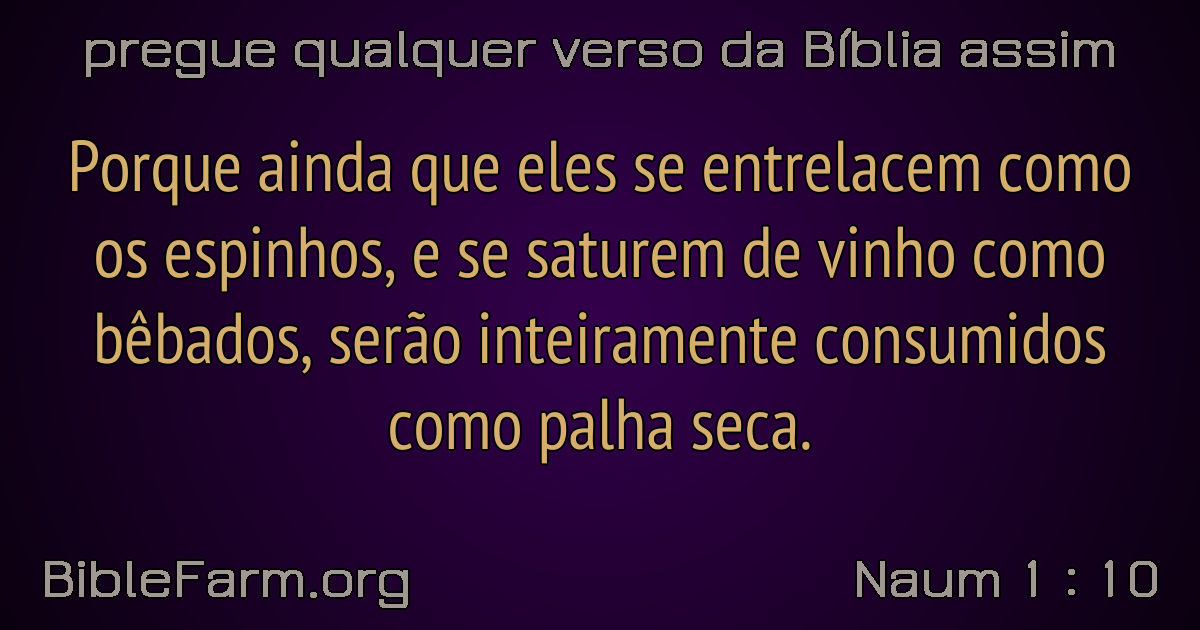 pregue qualquer verso da Bíblia assim
Porque ainda que eles se entrelacem como
os espinhos, e se saturem de vinho como
bêbados, serão inteiramente consumidos
como palha seca.
BibleFarm.org
Naum 1 : 10